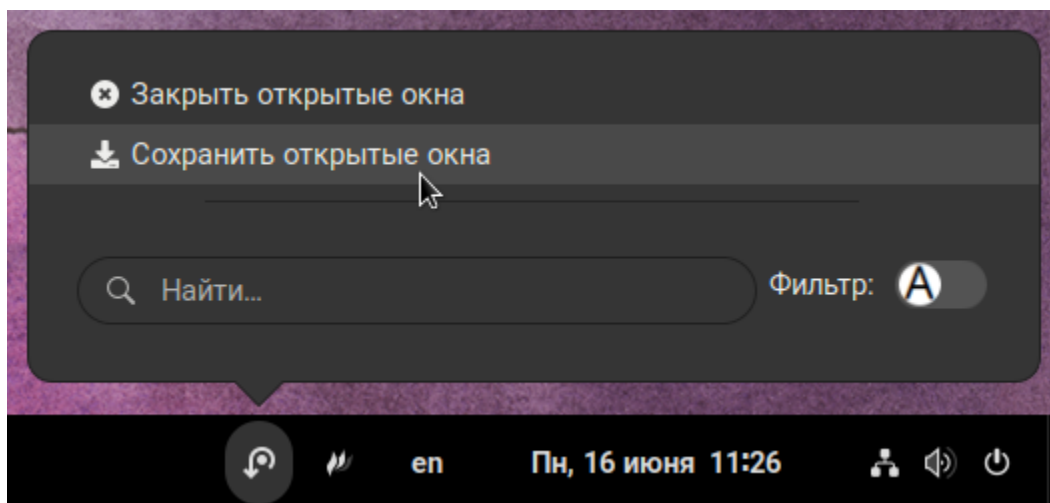 Закрыть открытые окна
Сохранить открытые окна
Найти...
Фильтр: A
en Пн, 16 июня 11:26